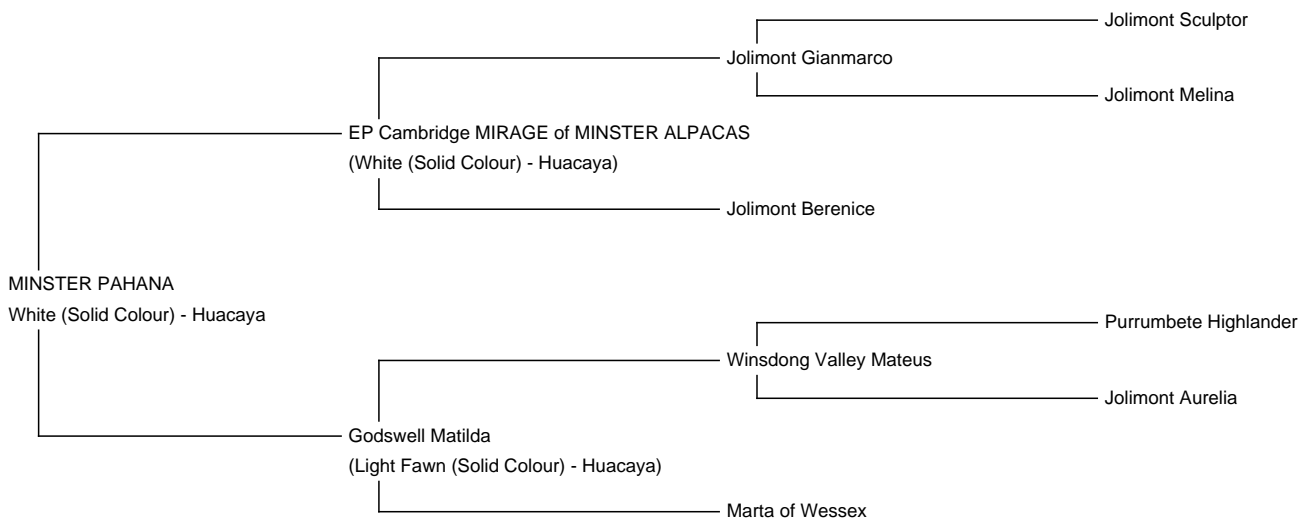 Jolimont Sculptor
Jolimont Gianmarco
Jolimont Melina
EP Cambridge MIRAGE of MINSTER ALPACAS
(White (Solid Colour) - Huacaya)
Jolimont Berenice
MINSTER PAHANA
White (Solid Colour) - Huacaya
Purrumbete Highlander
Winsdong Valley Mateus
Jolimont Aurelia
Godswell Matilda
(Light Fawn (Solid Colour) - Huacaya)
Marta of Wessex